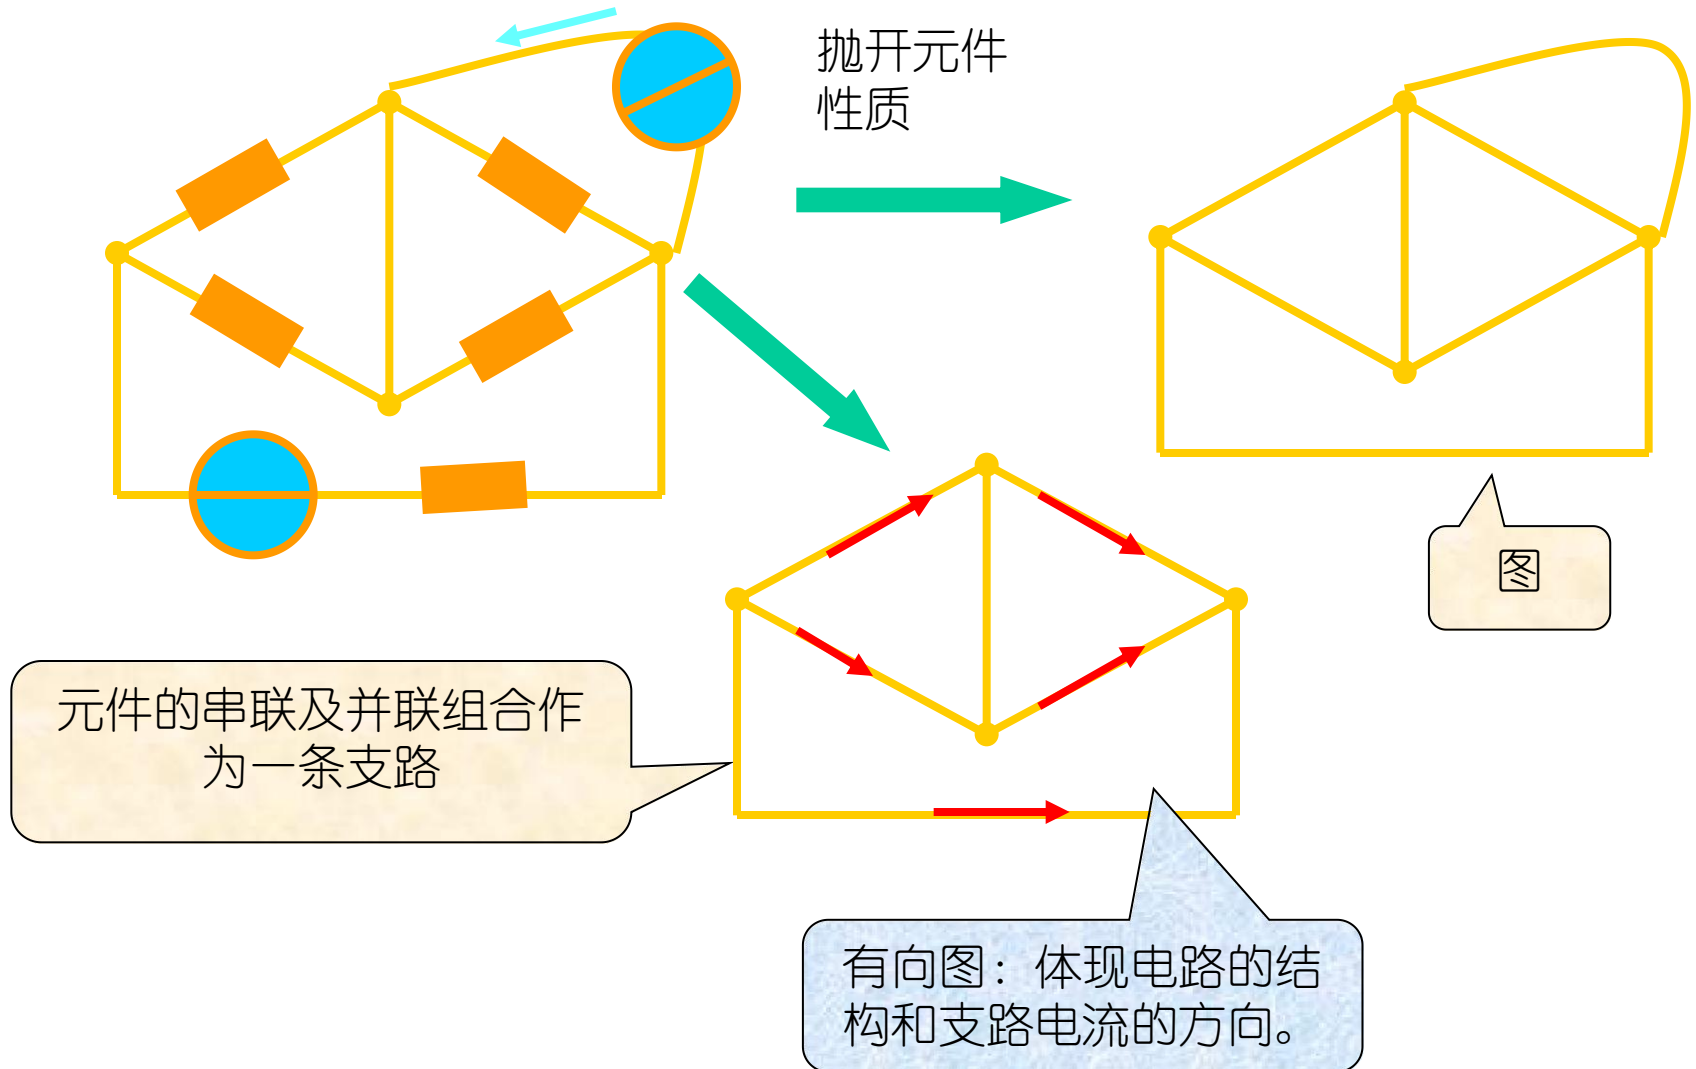 抛开元件
性质
图
元件的串联及并联组合作
为一条支路
有向图：体现电路的结
构和支路电流的方向。